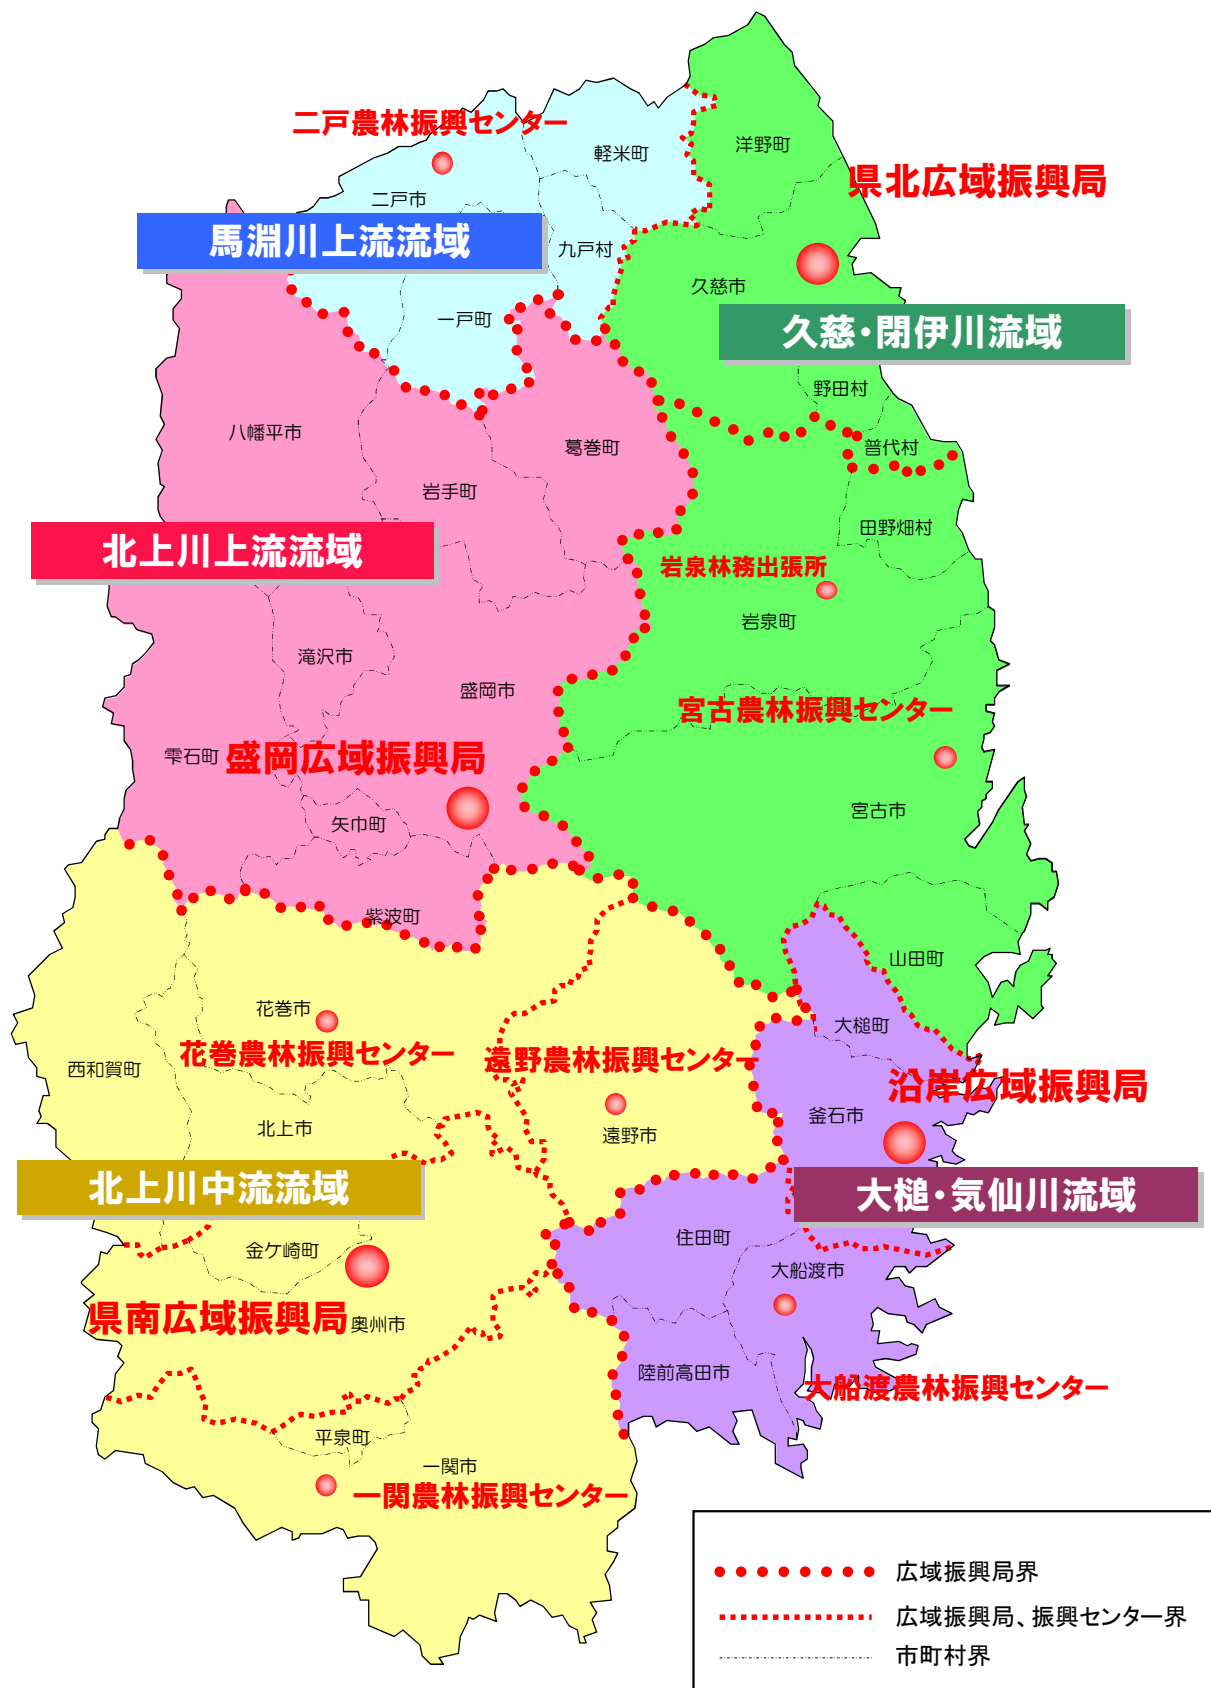 二戸農林振興センター
軽米町
洋野町
県北広域振興局
二戸市
馬淵川上流流域
九戸村
久慈市
一戸町
久慈・閉伊川流域
野田村
八幡平市
葛巻町
普代村
岩手町
田野畑村
北上川上流流域
岩泉林務出張所
岩泉町
滝沢市
盛岡市
宮古農林振興センター
雫石町
盛岡広域振興局
宮古市
矢巾町
紫波町
山田町
花巻市
大槌町
花巻農林振興センター
遠野農林振興センター
西和賀町
沿岸広域振興局
釜石市
北上市
遠野市
北上川中流流域
大槌・気仙川流域
住田町
金ケ崎町
大船渡市
県南広域振興局
奥州市
陸前高田市
大船渡農林振興センター
平泉町
一関市
一関農林振興センター
広域振興局界
広域振興局、振興センター界
市町村界